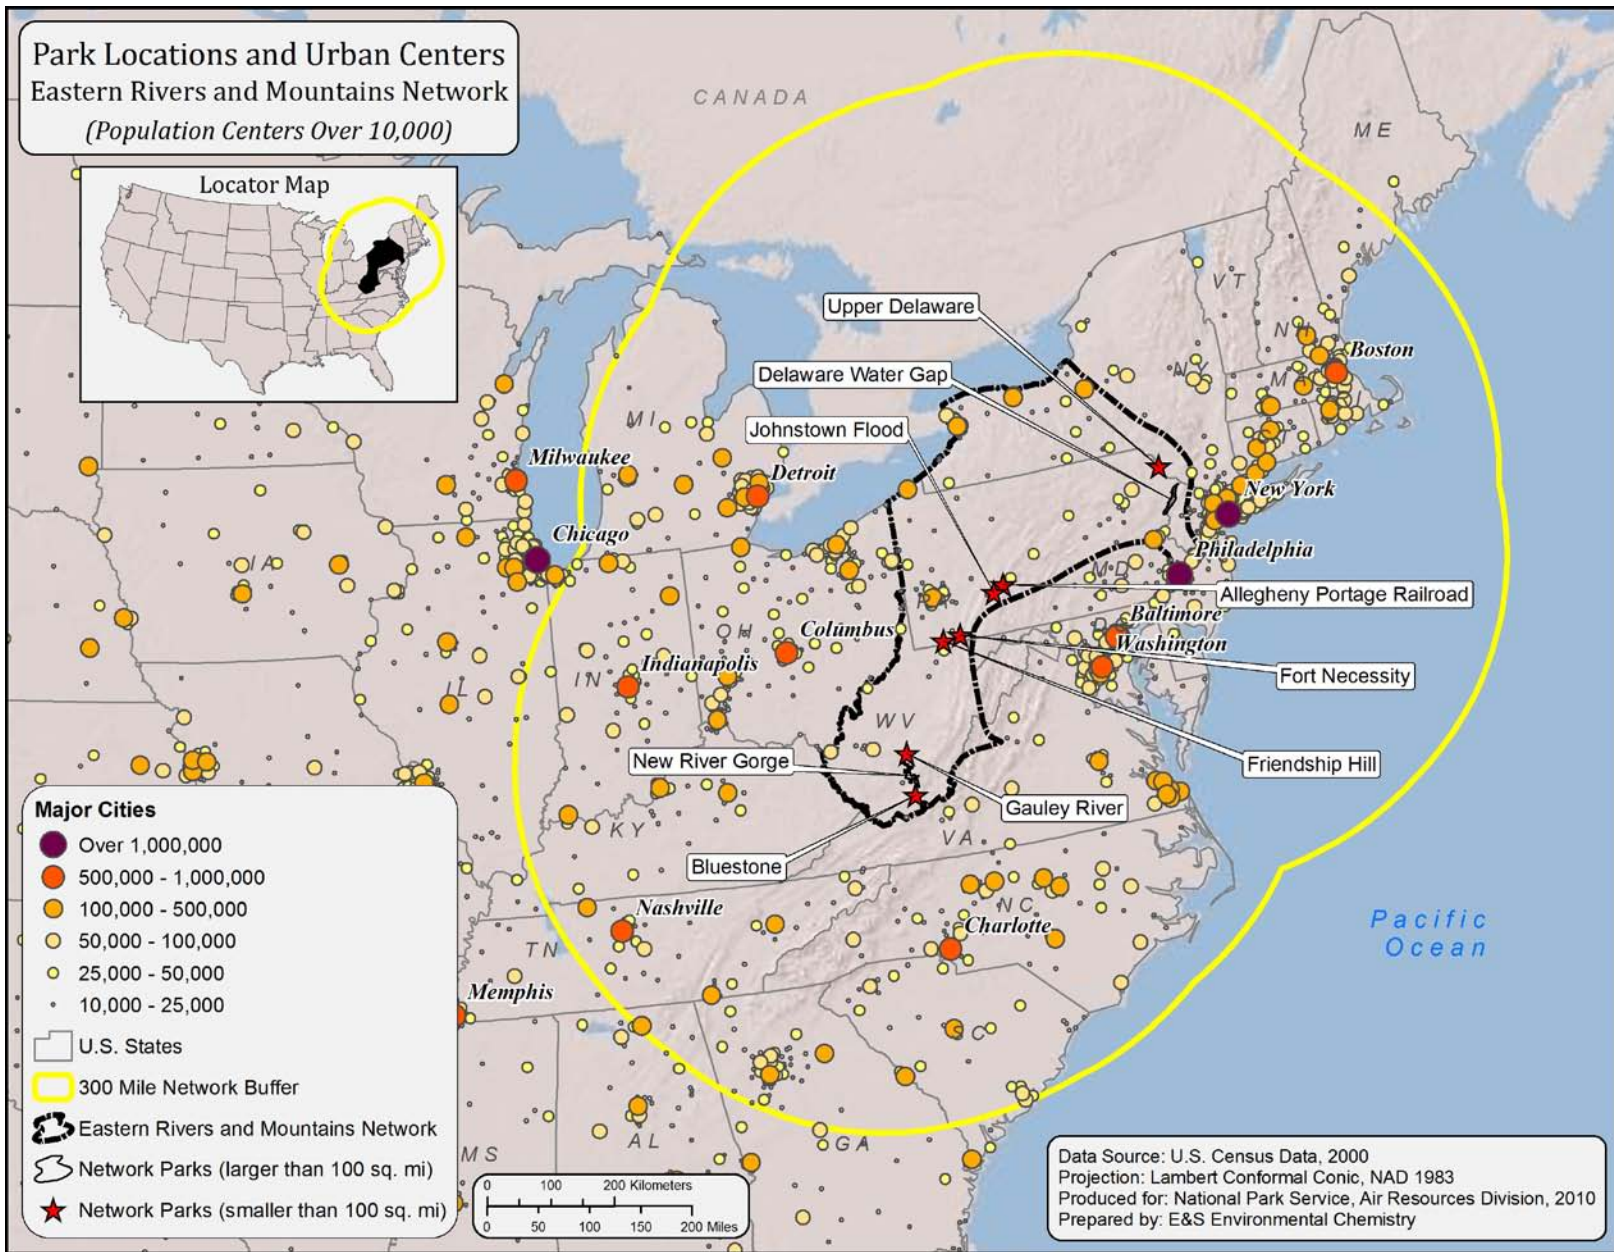 Park Locations and Urban Centers
Eastern Rivers and Mountains Network
(Population Centers Over 10,000)
Locator Map
CANADA
ME
VT
NH
Boston
NY
MA
Upper Delaware
Delaware Water Gap
Johnstown Flood
MI
Milwaukee
Detroit
New York
Chicago
Philadelphia
MD
IA
Allegheny Portage Railroad
PA
OH
Columbus
Baltimore
Washington
Indianapolis
IN
IL
Fort Necessity
WV
New River Gorge
Friendship Hill
Gauley River
KY
VA
Bluestone
Nashville
NC
Charlotte
TN
Pacific
Ocean
Memphis
SC
MS
AL
GA
Major Cities
Over 1,000,000
500,000 - 1,000,000
100,000 - 500,000
50,000 - 100,000
25,000 - 50,000
10,000 - 25,000
U.S. States
300 Mile Network Buffer
Eastern Rivers and Mountains Network
Network Parks (larger than 100 sq. mi)
Network Parks (smaller than 100 sq. mi)
0 100 200 Kilometers
0 50 100 150 200 Miles
Data Source: U.S. Census Data, 2000
Projection: Lambert Conformal Conic, NAD 1983
Produced for: National Park Service, Air Resources Division, 2010
Prepared by: E&S Environmental Chemistry